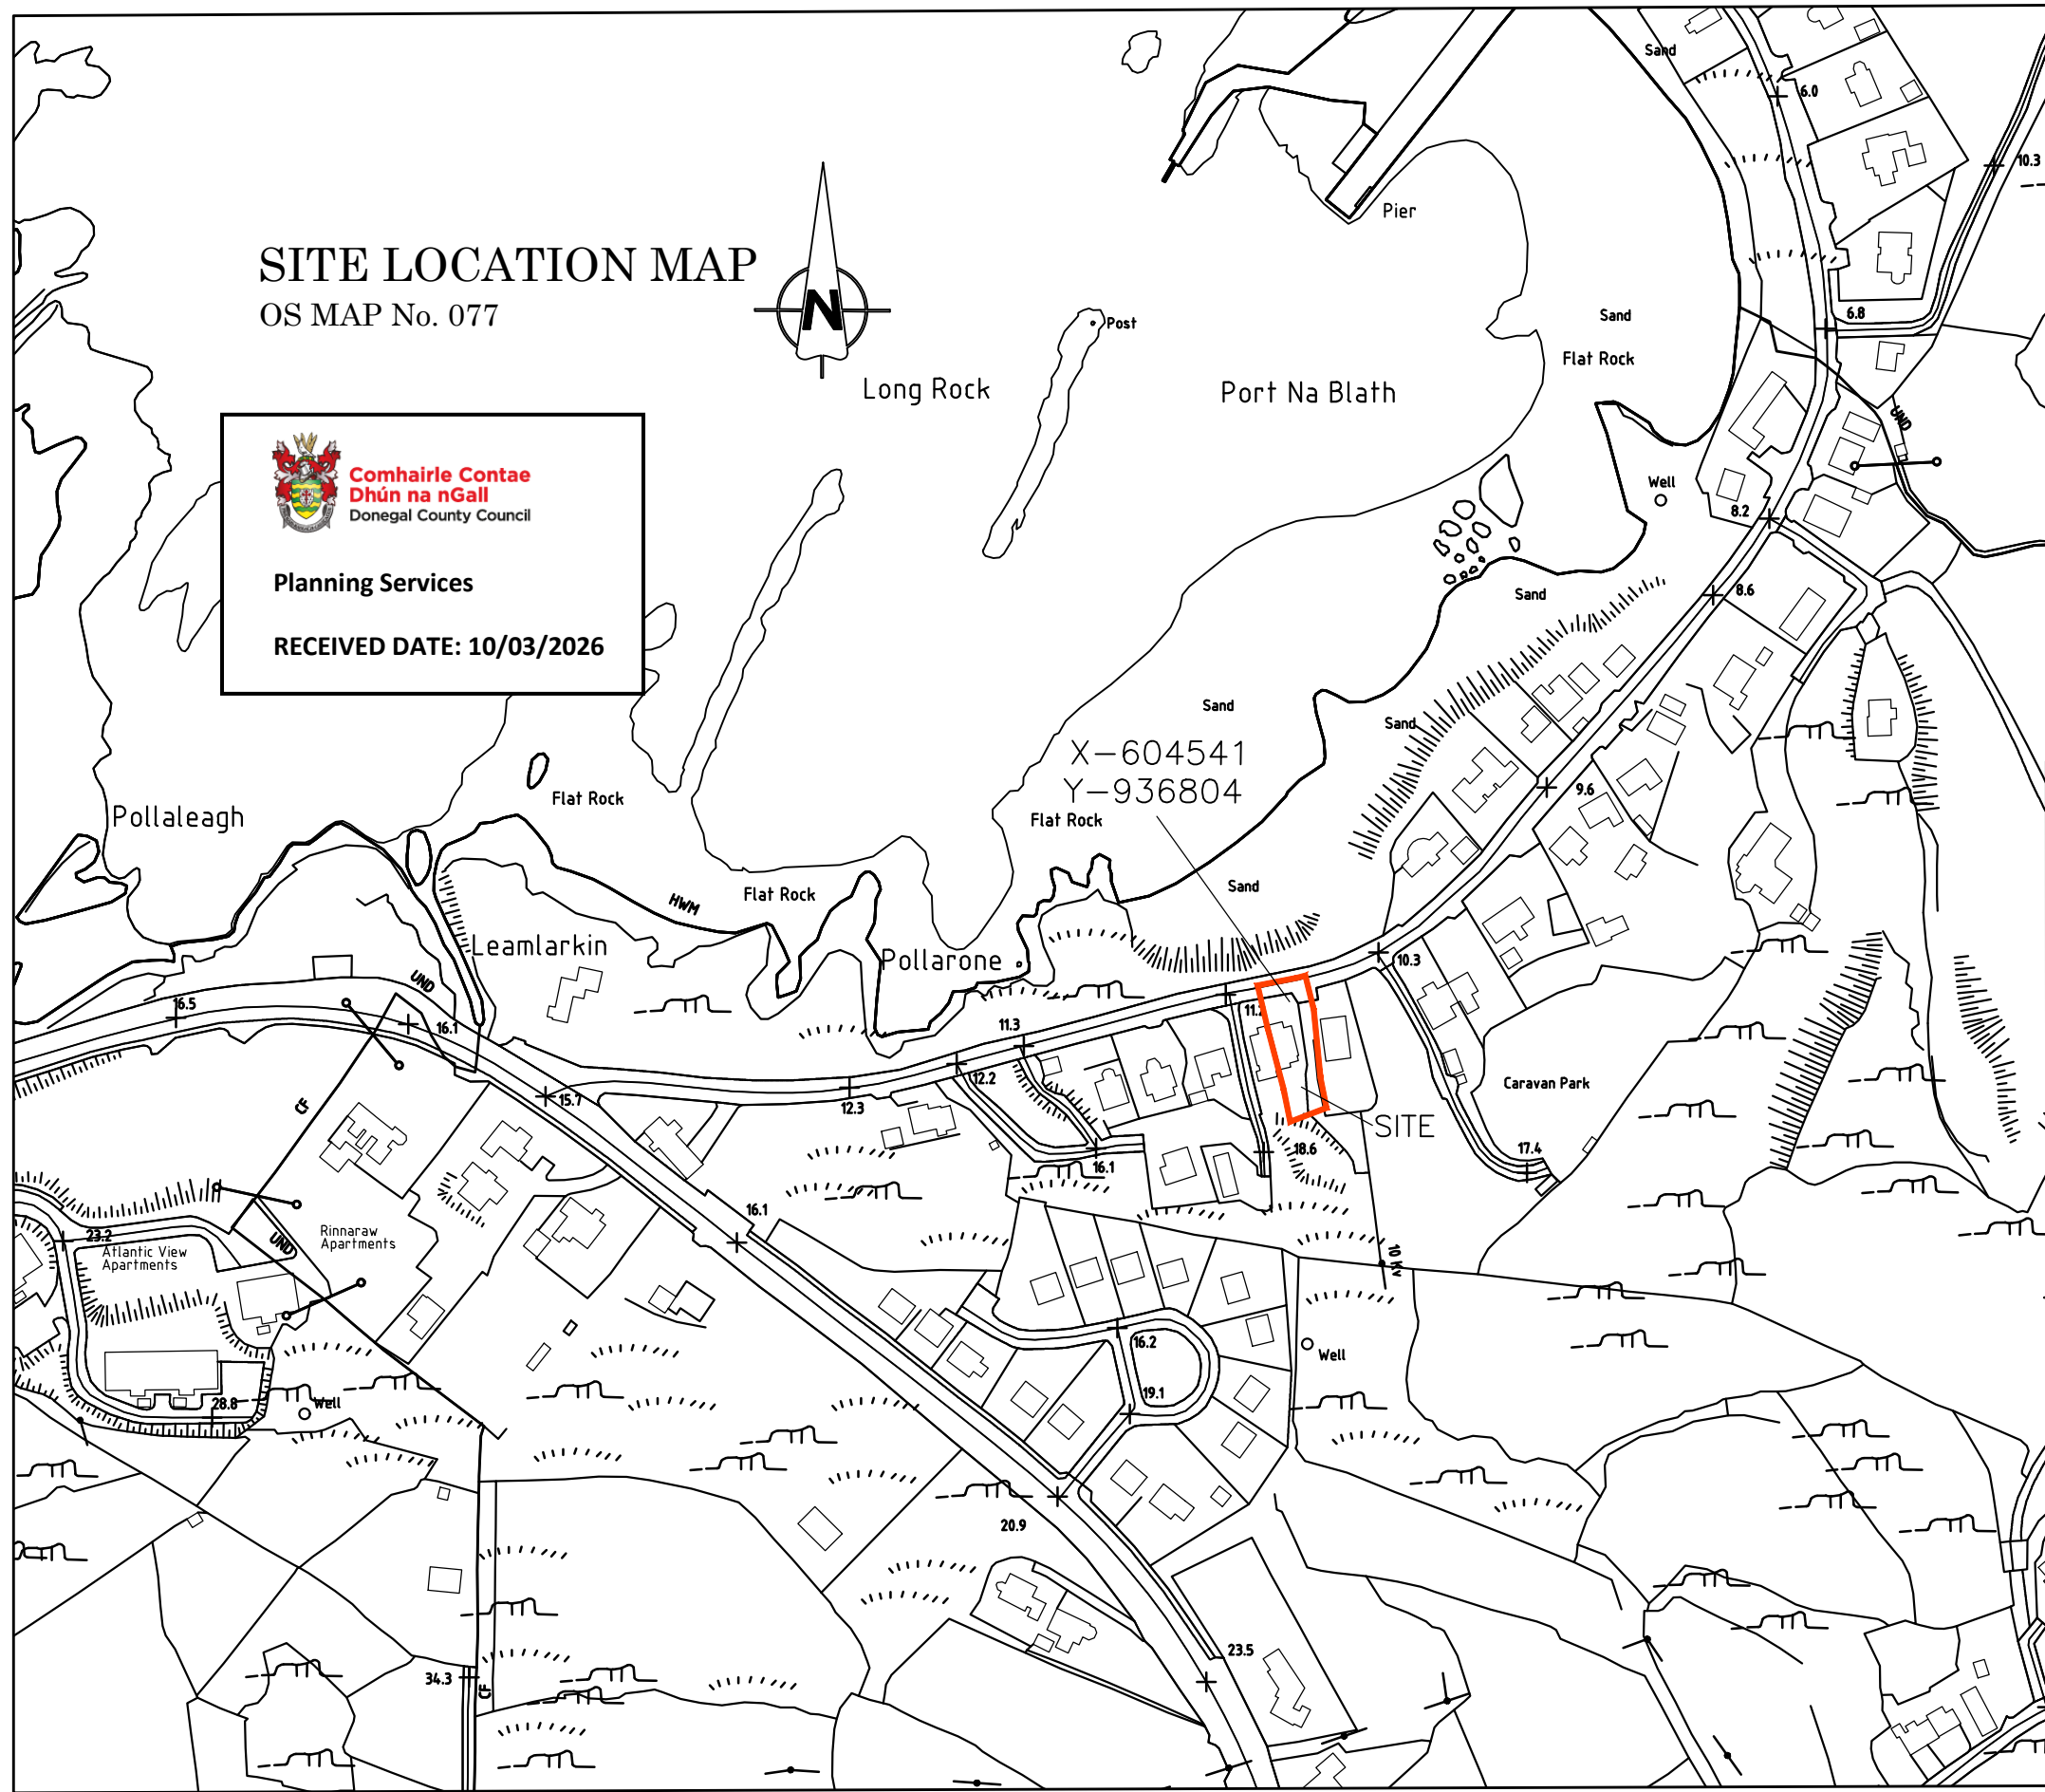 Sand
6.0
10.3
Pier
SITE LOCATION MAP
OS MAP No. 077
N
Post
Sand
6.8
Flat Rock
Long Rock
Port Na Blath
UND
Comhairle Contae
Dhún na nGall
Donegal County Council
Well
8.2
Planning Services
Sand
8.6
RECEIVED DATE: 10/03/2026
Sand
Sand
X-604541
Y-936804
9.6
Flat Rock
Flat Rock
Pollaleagh
Sand
Flat Rock
HWM
Leamlarkin
Pollarone
10.3
UND
16.5
16.1
11.3
12.2
Caravan Park
15.7
12.3
CF
SITE
18.6
17.4
16.1
16.1
23.2
Rinnaraw
Apartments
UND
Atlantic View
Apartments
10 Kv
16.2
Well
19.1
28.8
Well
20.9
23.5
34.3
CF